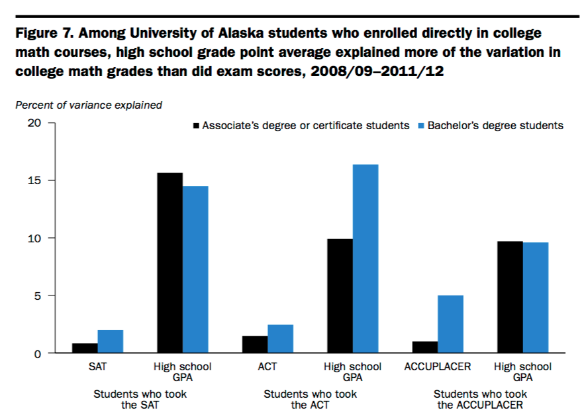 Figure 7. Among University of Alaska students who enrolled directly in college
math courses, high school grade point average explained more of the variation in
college math grades than did exam scores, 2008/09–2011/12
Percent of variance explained
20
Associate's degree or certificate students
Bachelor's degree students
15
10
5
0
SAT
High school
GPA
ACT
High school
GPA
ACCUPLACER
High school
GPA
Students who took
the SAT
Students who took
the ACT
Students who took
the ACCUPLACER